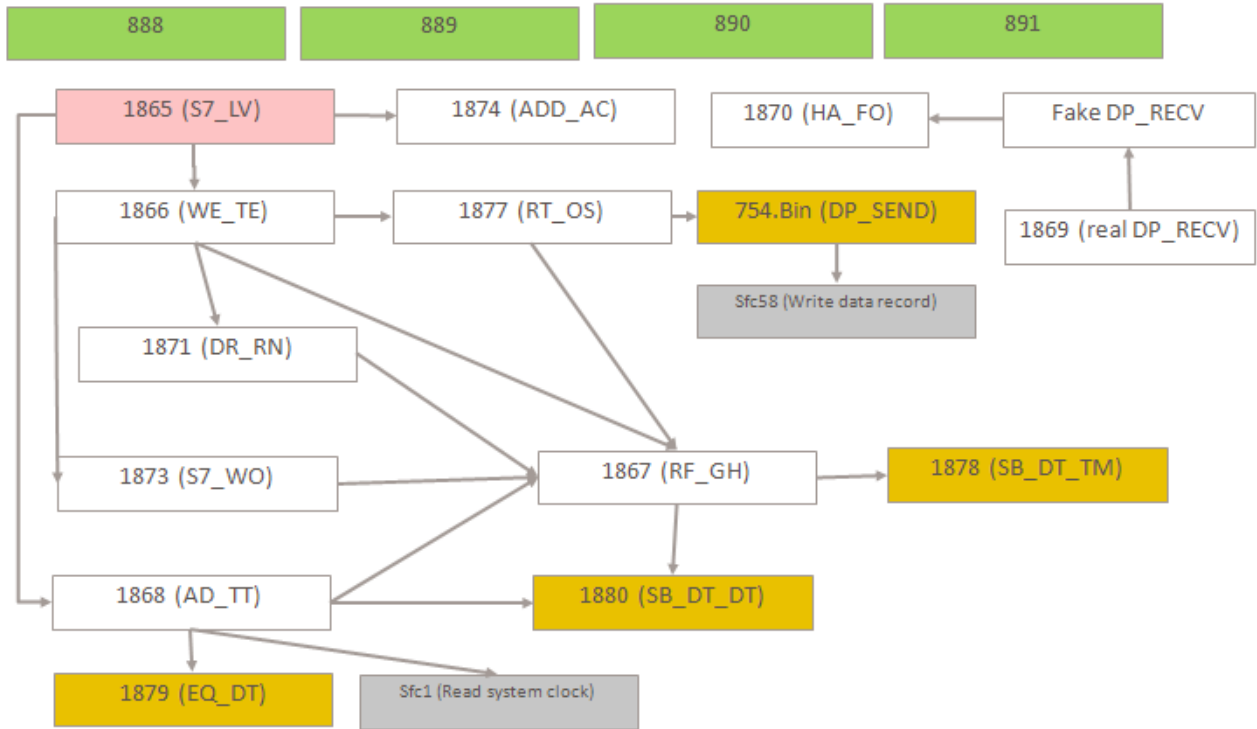 888
889
890
891
1865 (S7_LV)
1874 (ADD_AC)
1870 (HA_FO)
Fake DP_RECV
1866 (WE_TE)
1877 (RT_OS)
754.Bin (DP_SEND)
1869 (real DP_RECV)
Sfc58 (Write data record)
1871 (DR_RN)
1873 (S7_WO)
1867 (RF_GH)
1878 (SB_DT_TM)
1868 (AD_TT)
1880 (SB_DT_DT)
1879 (EQ_DT)
Sfc1 (Read system clock)